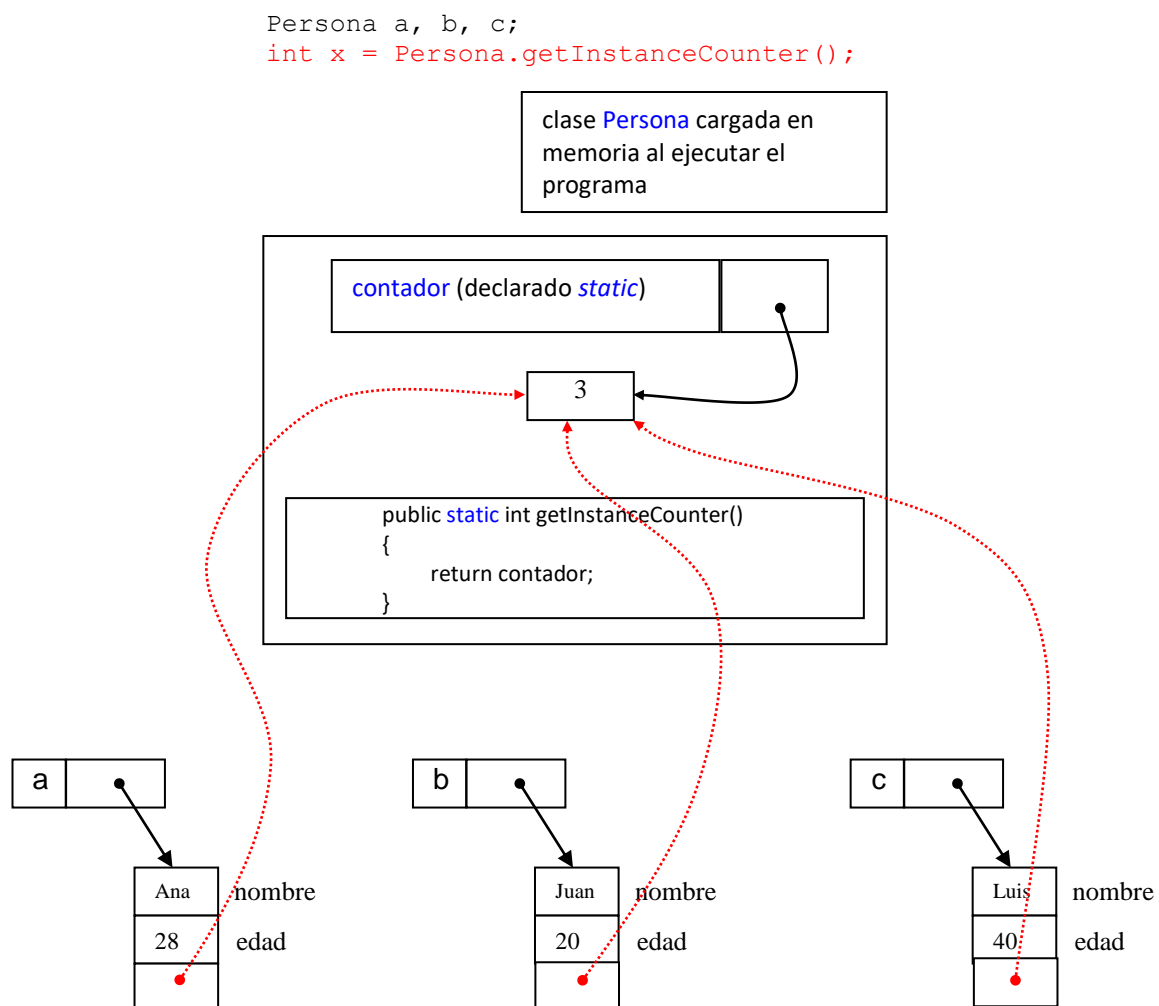 Persona a, b, c;
int x = Persona.getInstanceCounter();
clase Persona cargada en
memoria al ejecutar el
programa
contador (declarado static)
3
public static int getInstanceCounter()
{
return contador;
}
a
b
c
Ana nombre
Juan nombre
Luis nombre
28 edad
20 edad
40 edad